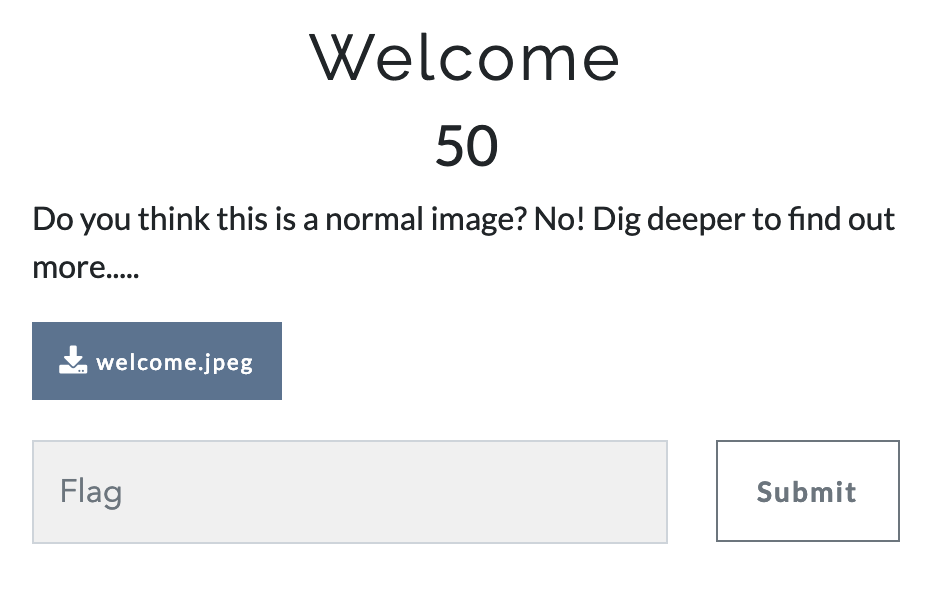 Welcome
50
Do you think this is a normal image? No! Dig deeper to find out
more.....
welcome.jpeg
Flag
Submit